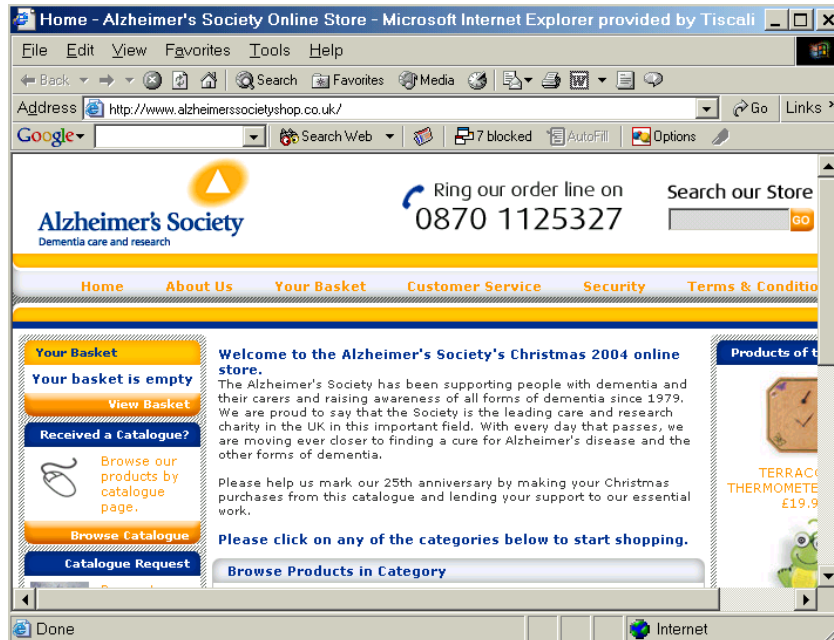 Home - Alzheimer's Society Online Store - Microsoft Internet Explorer provided by Tiscali
File Edit View Favorites Tools Help
Back Search Favorites Media
Address http://www.alzheimerssocietyshop.co.uk/ Go Links
Google Search Web 7 blocked AutoFill Options
Alzheimer's Society
Dementia care and research
Ring our order line on
0870 1125327
Search our Store
GO
Home About Us Your Basket Customer Service Security Terms & Conditio
Your Basket
Your basket is empty
View Basket
Received a Catalogue?
Browse our
products by
catalogue
page.
Browse Catalogue
Catalogue Request
Welcome to the Alzheimer's Society's Christmas 2004 online
store.
The Alzheimer's Society has been supporting people with dementia and
their carers and raising awareness of all forms of dementia since 1979.
We are proud to say that the Society is the leading care and research
charity in the UK in this important field. With every day that passes, we
are moving ever closer to finding a cure for Alzheimer's disease and the
other forms of dementia.
Please help us mark our 25th anniversary by making your Christmas
purchases from this catalogue and lending your support to our essential
work.
Please click on any of the categories below to start shopping.
Browse Products in Category
Products of t
TERRACO
THERMOMETE
£19.9
Done
Internet